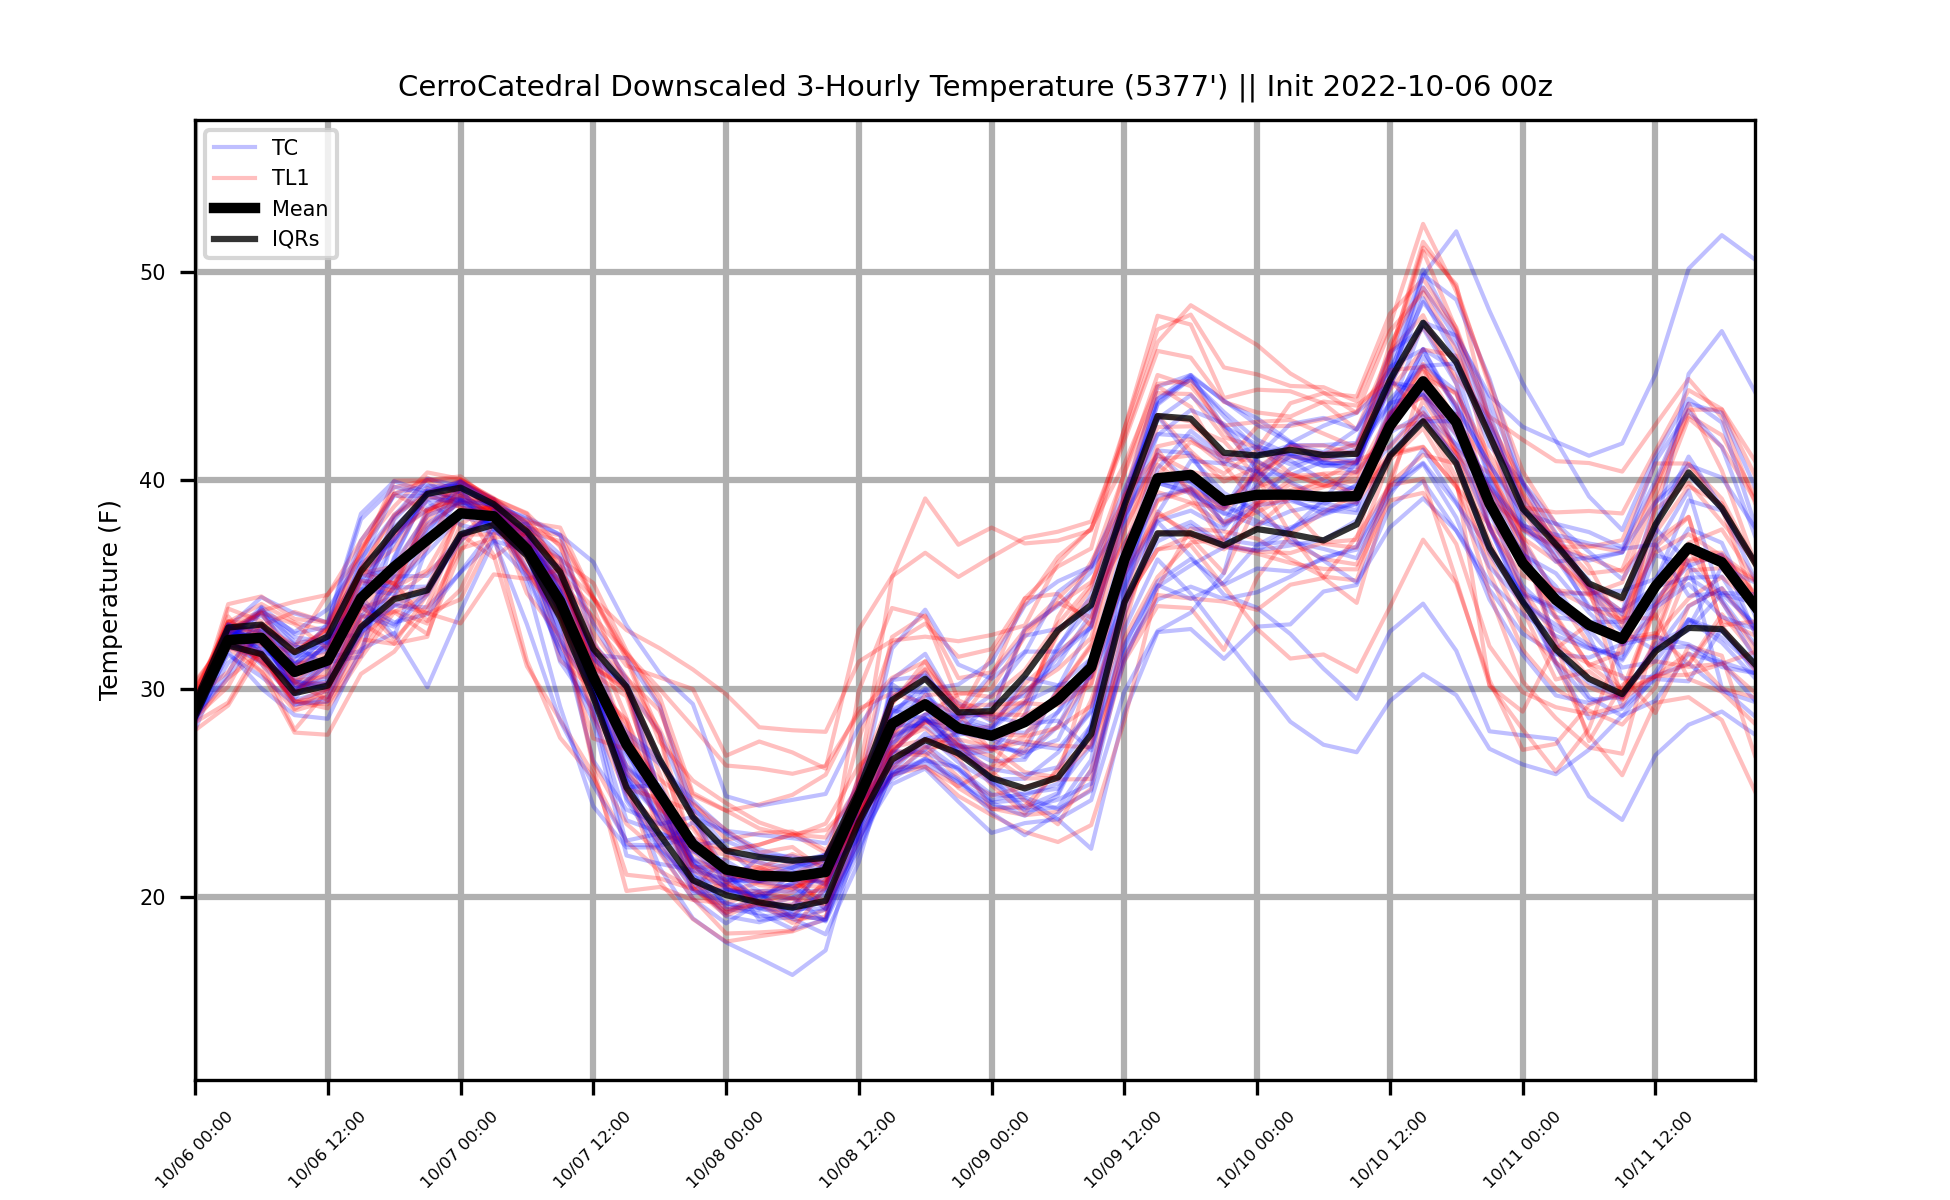 CerroCatedral Downscaled 3-Hourly Temperature (5377') || Init 2022-10-06 00z
TC
TL1
Mean
IQRs
Temperature (F)
50
40
30
20
10/06 00:00
10/06 12:00
10/07 00:00
10/07 12:00
10/08 00:00
10/08 12:00
10/09 00:00
10/09 12:00
10/10 00:00
10/10 12:00
10/11 00:00
10/11 12:00